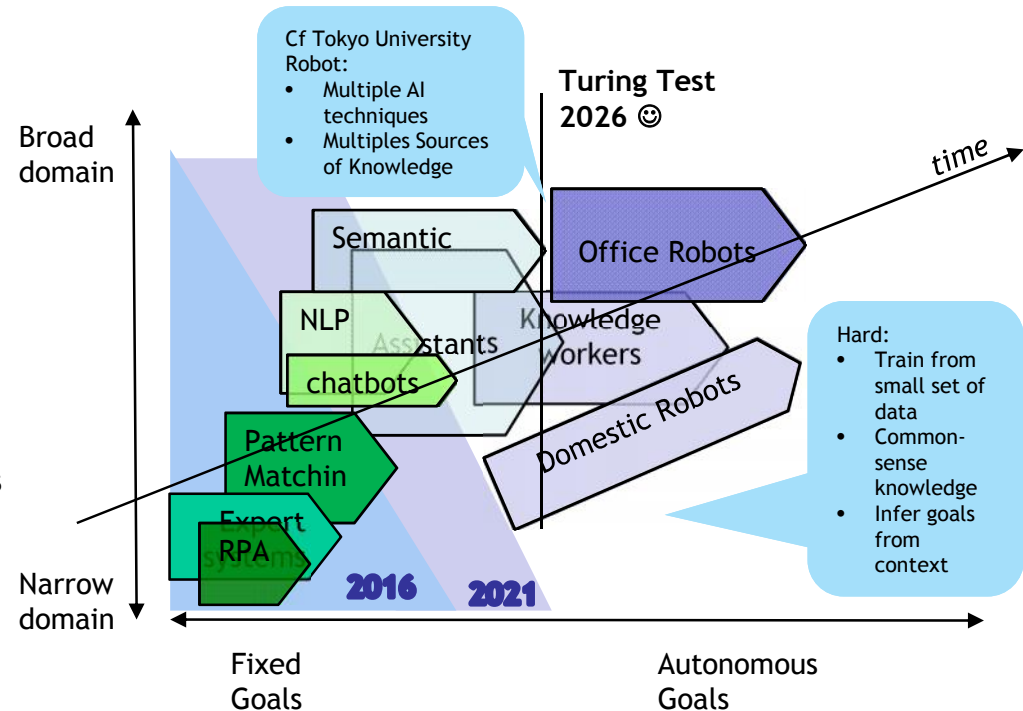 Cf Tokyo University
Robot:
• Multiple AI
techniques
• Multiples Sources
of Knowledge
Turing Test
2026 ☺
Broad
domain
time
Semantic
Office Robots
NLP
Assistants
Knowledge
workers
chatbots
Domestic Robots
Hard:
• Train from
small set of
data
• Common-
sense
knowledge
• Infer goals
from
context
Pattern
Matchin
s
Expert
systems
RPA
Narrow
domain
2016
2021
Fixed
Goals
Autonomous
Goals